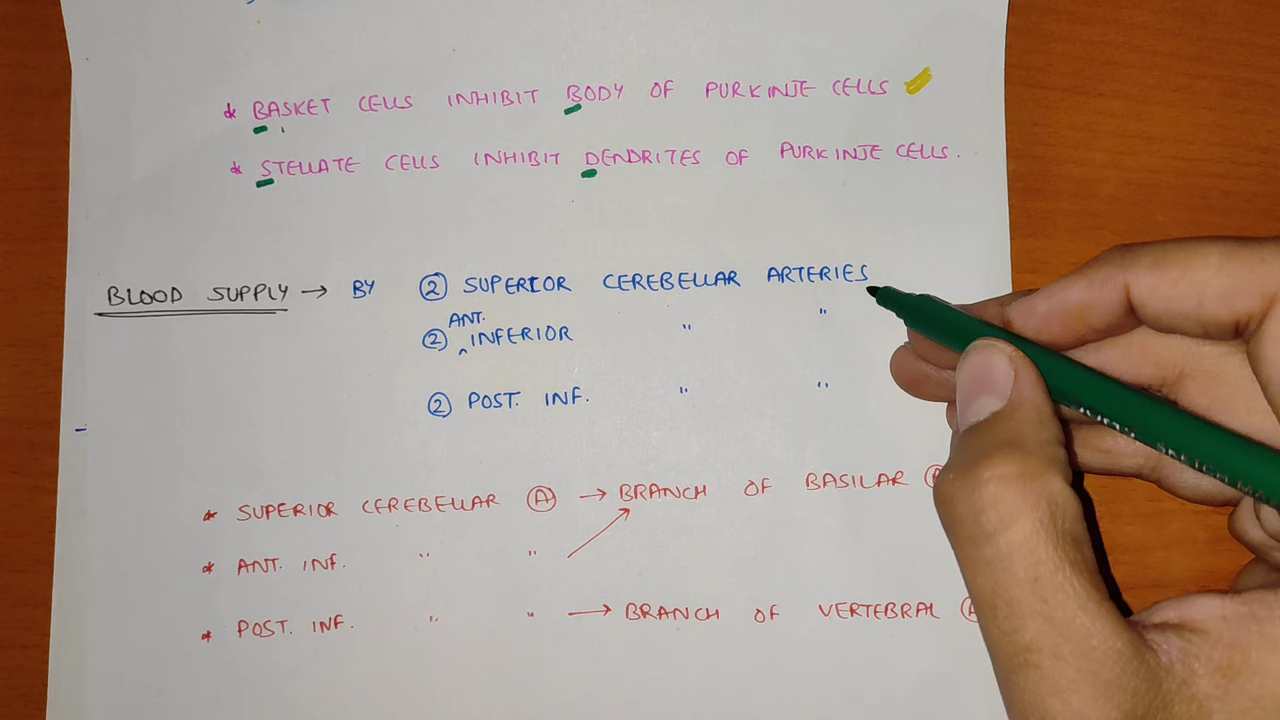 * BASKET CELLS INHIBIT BODY OF PURKINJE CELLS
* STELLATE CELLS INHIBIT DENDRITES OF PURKINJE CELLS.
BLOOD SUPPLY → BY ② SUPERIOR CEREBELLAR ARTERIES
ANT.
② ^INFERIOR " "
② POST. INF. " "
* SUPERIOR CEREBELLAR Ⓐ → BRANCH OF BASILAR Ⓐ
* ANT. INF. " " ↗
* POST. INF. " " → BRANCH OF VERTEBRAL Ⓐ